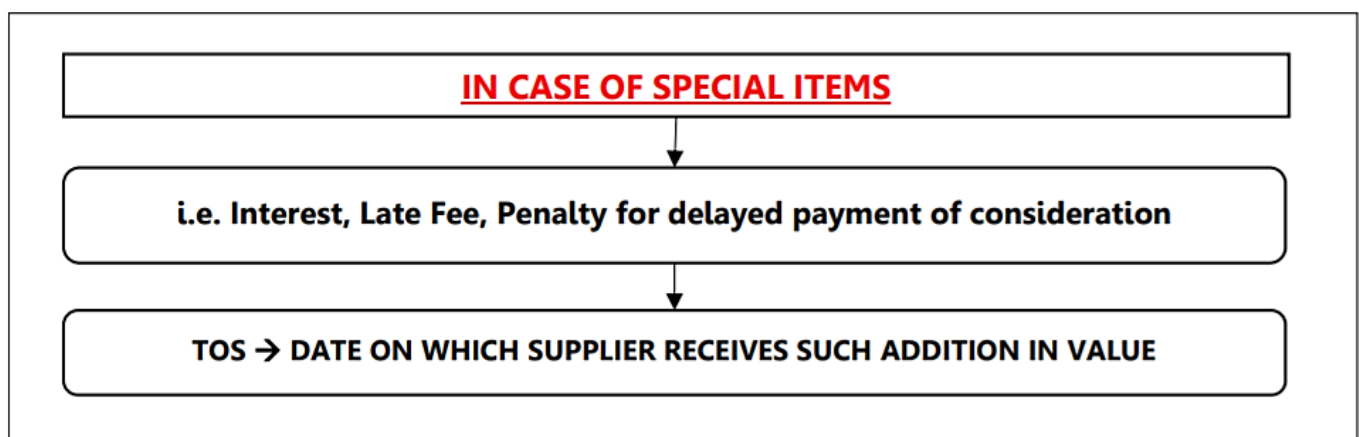 IN CASE OF SPECIAL ITEMS
i.e. Interest, Late Fee, Penalty for delayed payment of consideration
TOS → DATE ON WHICH SUPPLIER RECEIVES SUCH ADDITION IN VALUE